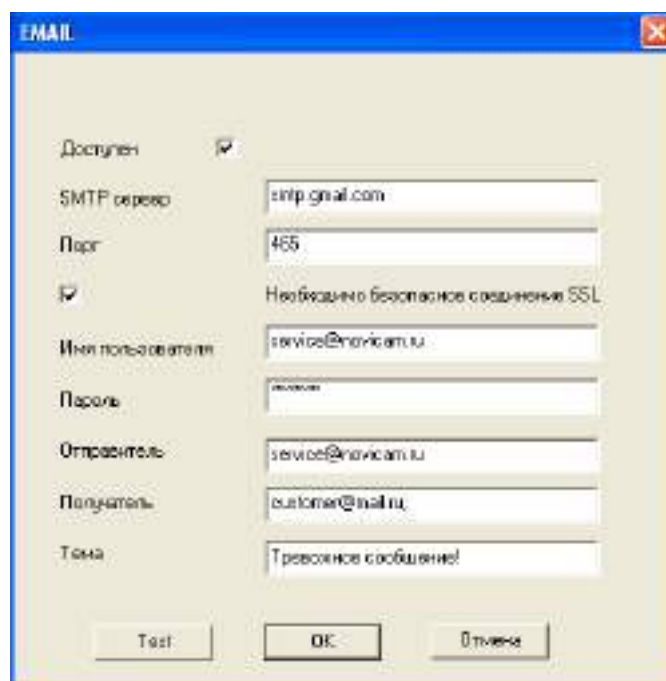 EMAIL
Доступен
SMTP сервер smtp.gmail.com
Порт 465
Необходимо безопасное соединение SSL
Имя пользователя service@novicam.ru
Пароль
Отправитель service@novicam.ru
Получатель customer@mail.ru;
Тема Тревожное сообщение!
Test OK Отмена